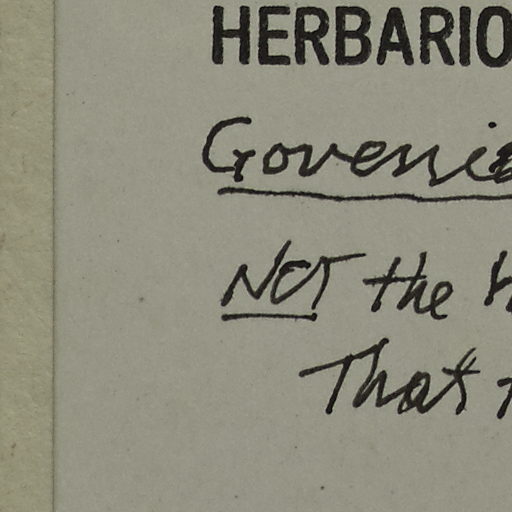 HERBARIO
Govenia
NOT the
That